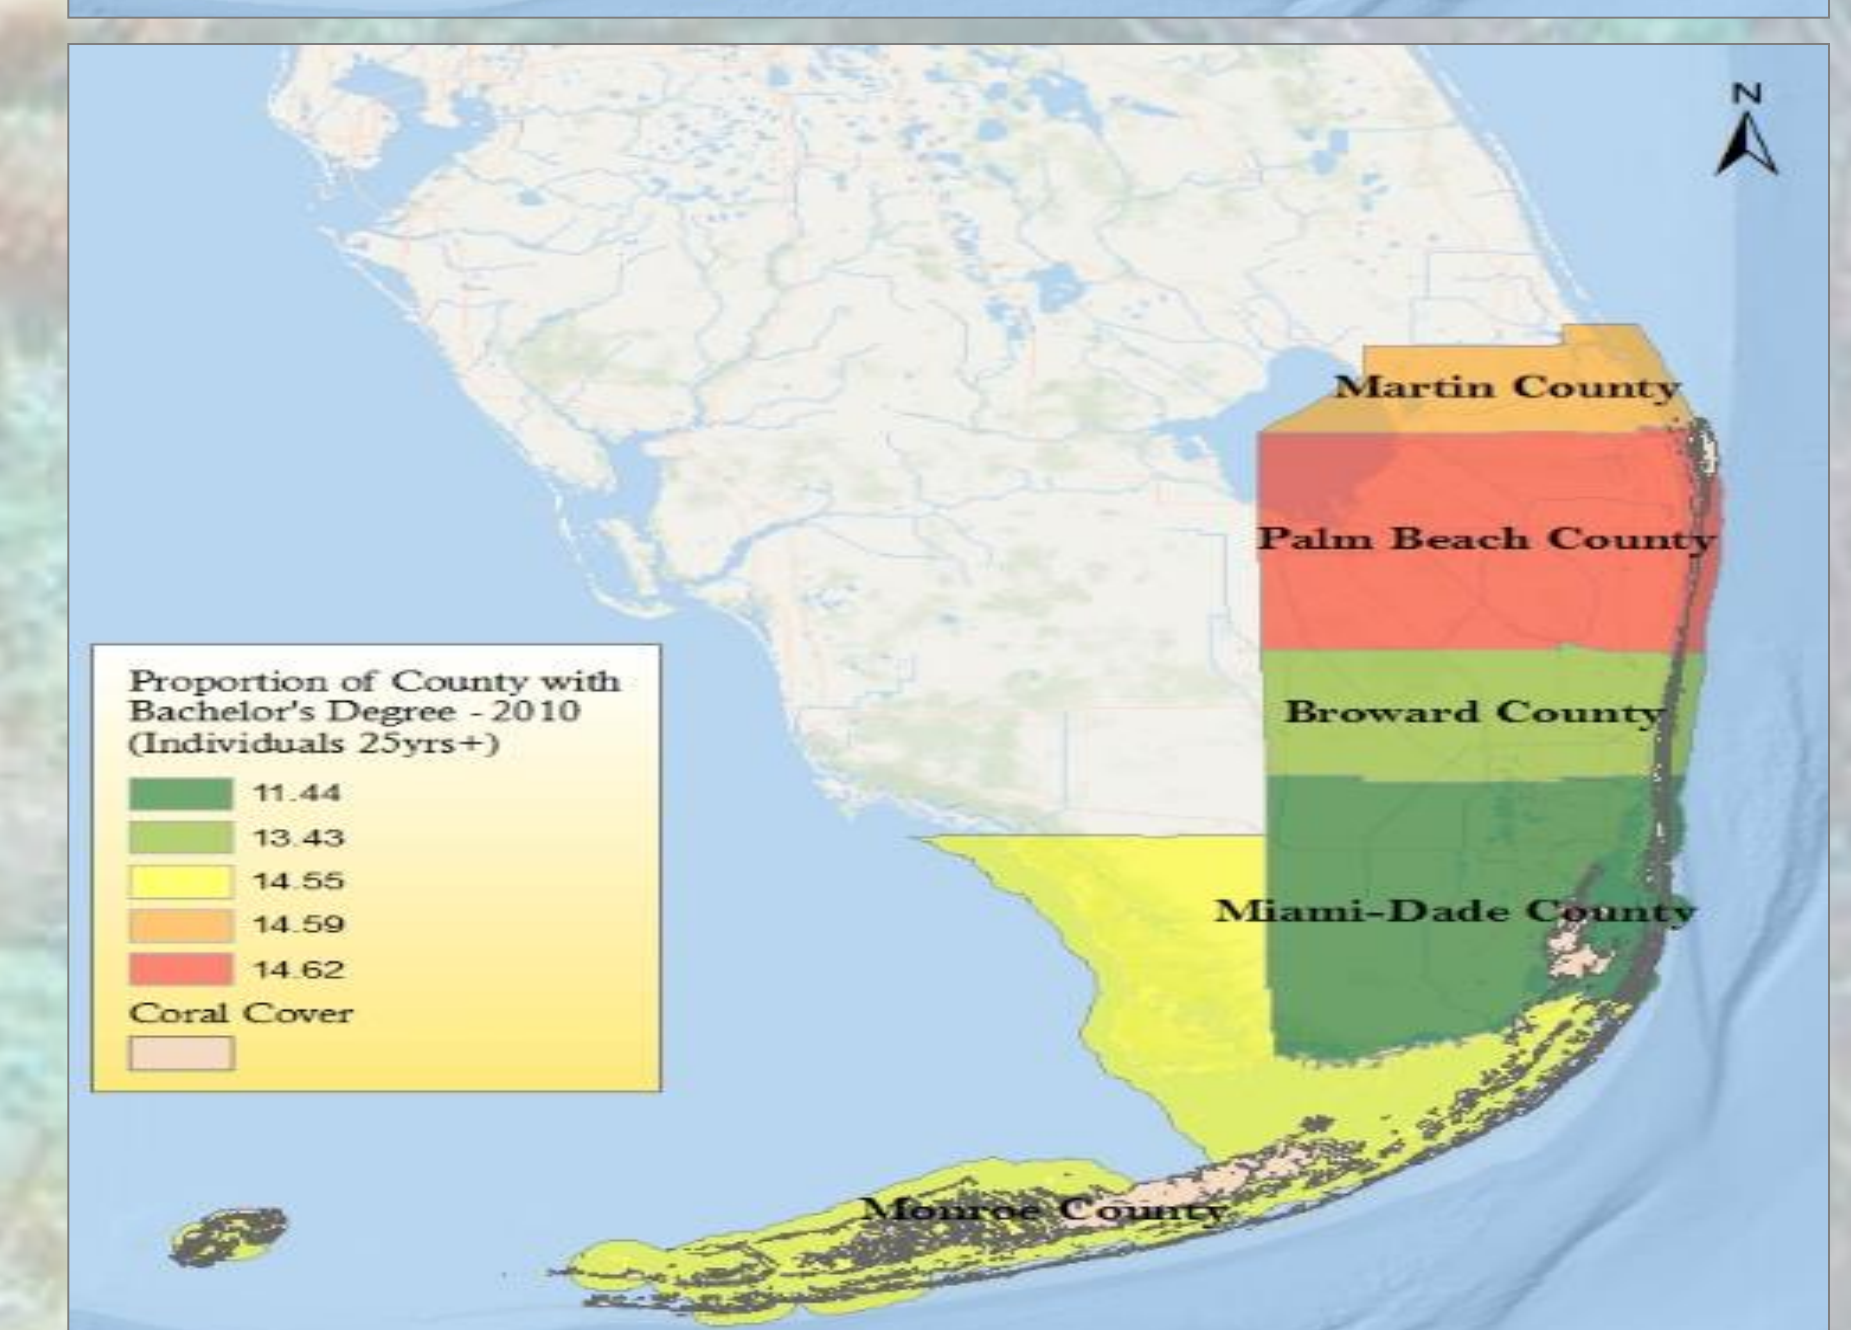 N
Martin County
Palm Beach County
Broward County
Miami-Dade County
Monroe County
Proportion of County with
Bachelor's Degree - 2010
(Individuals 25yrs+)
11.44
13.43
14.55
14.59
14.62
Coral Cover